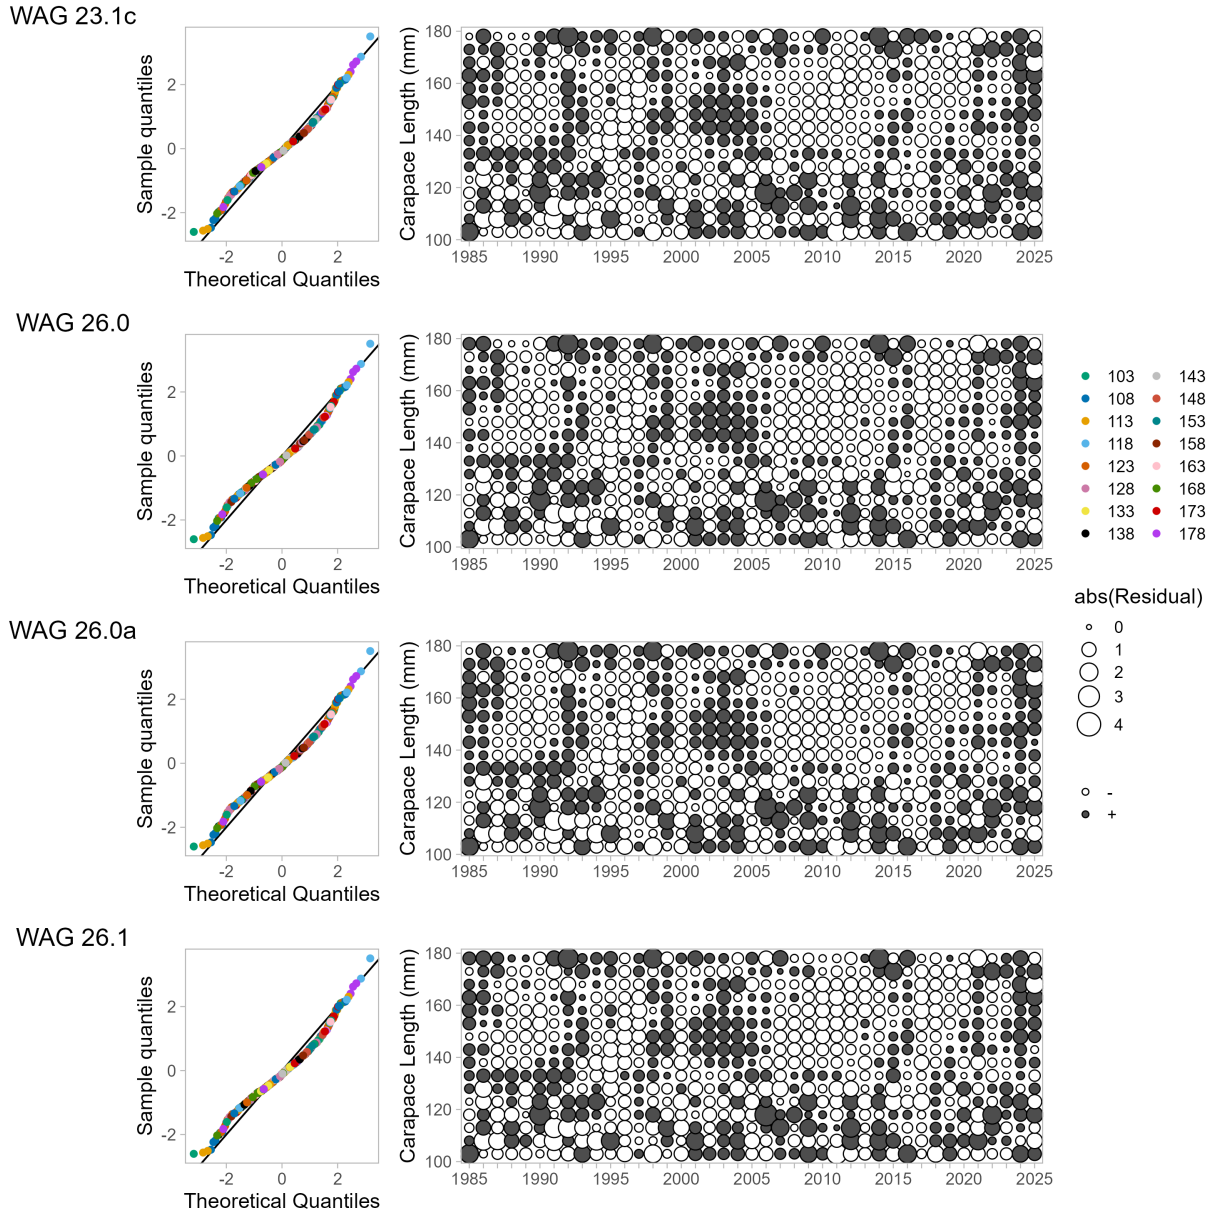 WAG 23.1c
Sample quantiles
2
0
-2
-2 0 2
Theoretical Quantiles
Carapace Length (mm)
180
160
140
120
100
1985 1990 1995 2000 2005 2010 2015 2020 2025
WAG 26.0
Sample quantiles
2
0
-2
-2 0 2
Theoretical Quantiles
Carapace Length (mm)
180
160
140
120
100
1985 1990 1995 2000 2005 2010 2015 2020 2025
WAG 26.0a
Sample quantiles
2
0
-2
-2 0 2
Theoretical Quantiles
Carapace Length (mm)
180
160
140
120
100
1985 1990 1995 2000 2005 2010 2015 2020 2025
WAG 26.1
Sample quantiles
2
0
-2
-2 0 2
Theoretical Quantiles
Carapace Length (mm)
180
160
140
120
100
1985 1990 1995 2000 2005 2010 2015 2020 2025
103 143
108 148
113 153
118 158
123 163
128 168
133 173
138 178
abs(Residual)
0
1
2
3
4
-
+